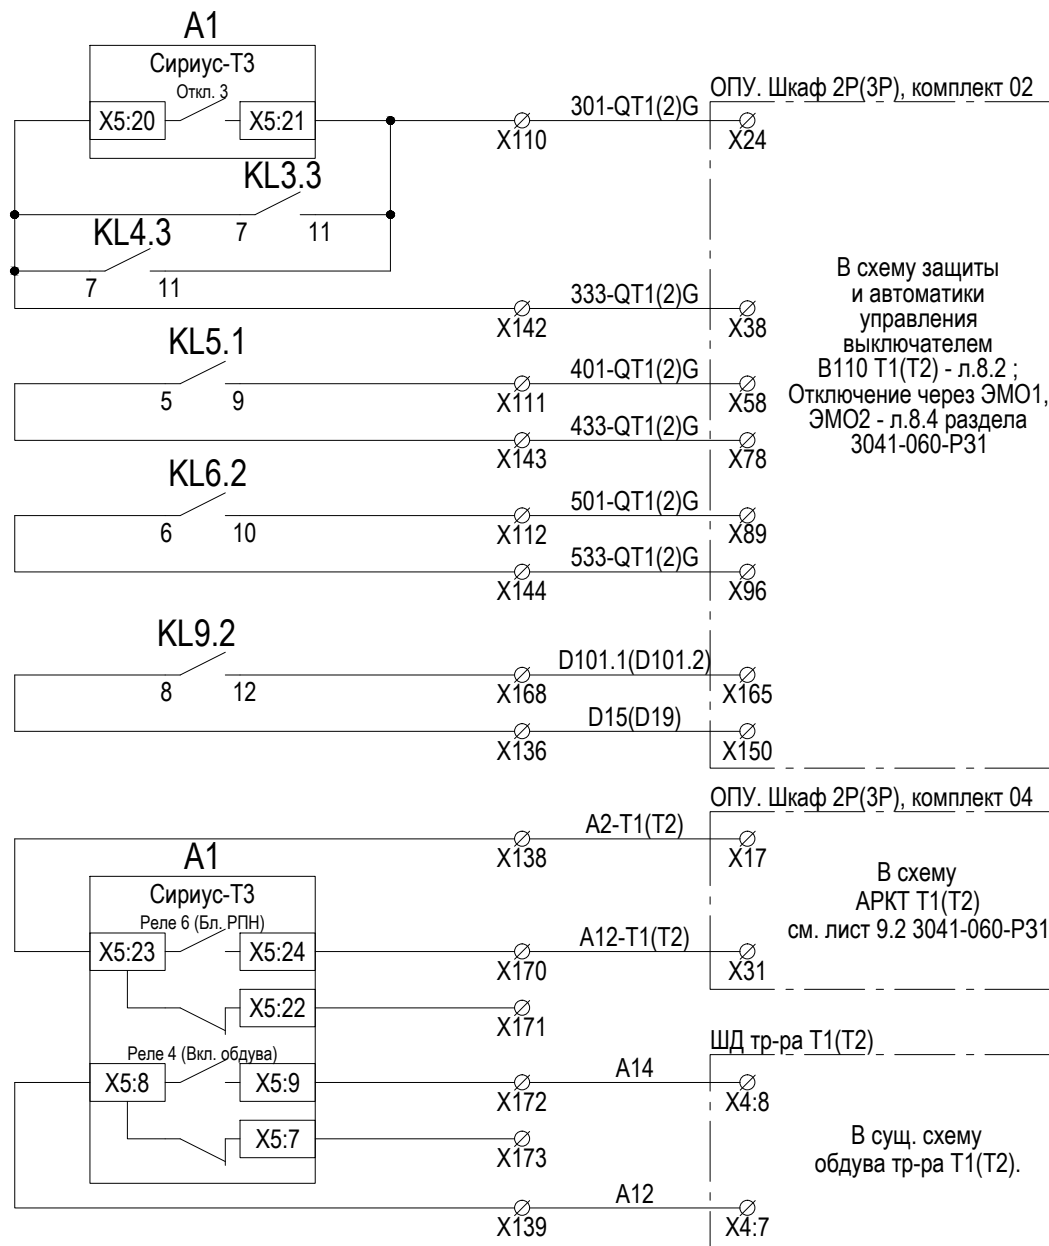 A1
Сириус-Т3
Откл. 3
X5:20
X5:21
301-QT1(2)G
X110
ОПУ. Шкаф 2Р(3Р), комплект 02
X24
KL3.3
7 11
KL4.3
7 11
333-QT1(2)G
X142
X38
KL5.1
5 9
401-QT1(2)G
X111
X58
433-QT1(2)G
X143
X78
В схему защиты
и автоматики
управления
выключателем
В110 Т1(Т2) - л.8.2 ;
Отключение через ЭМО1,
ЭМО2 - л.8.4 раздела
3041-060-РЗ1
KL6.2
6 10
501-QT1(2)G
X112
X89
533-QT1(2)G
X144
X96
KL9.2
8 12
D101.1(D101.2)
X168
X165
D15(D19)
X136
X150
ОПУ. Шкаф 2Р(3Р), комплект 04
A2-T1(T2)
X138
X17
A1
Сириус-Т3
Реле 6 (Бл. РПН)
X5:23
X5:24
A12-T1(T2)
X170
X31
В схему
АРКТ Т1(Т2)
см. лист 9.2 3041-060-РЗ1
X5:22
X171
Реле 4 (Вкл. обдува)
X5:8
X5:9
ШД тр-ра Т1(Т2)
A14
X172
X4:8
X5:7
X173
В сущ. схему
обдува тр-ра Т1(Т2).
A12
X139
X4:7